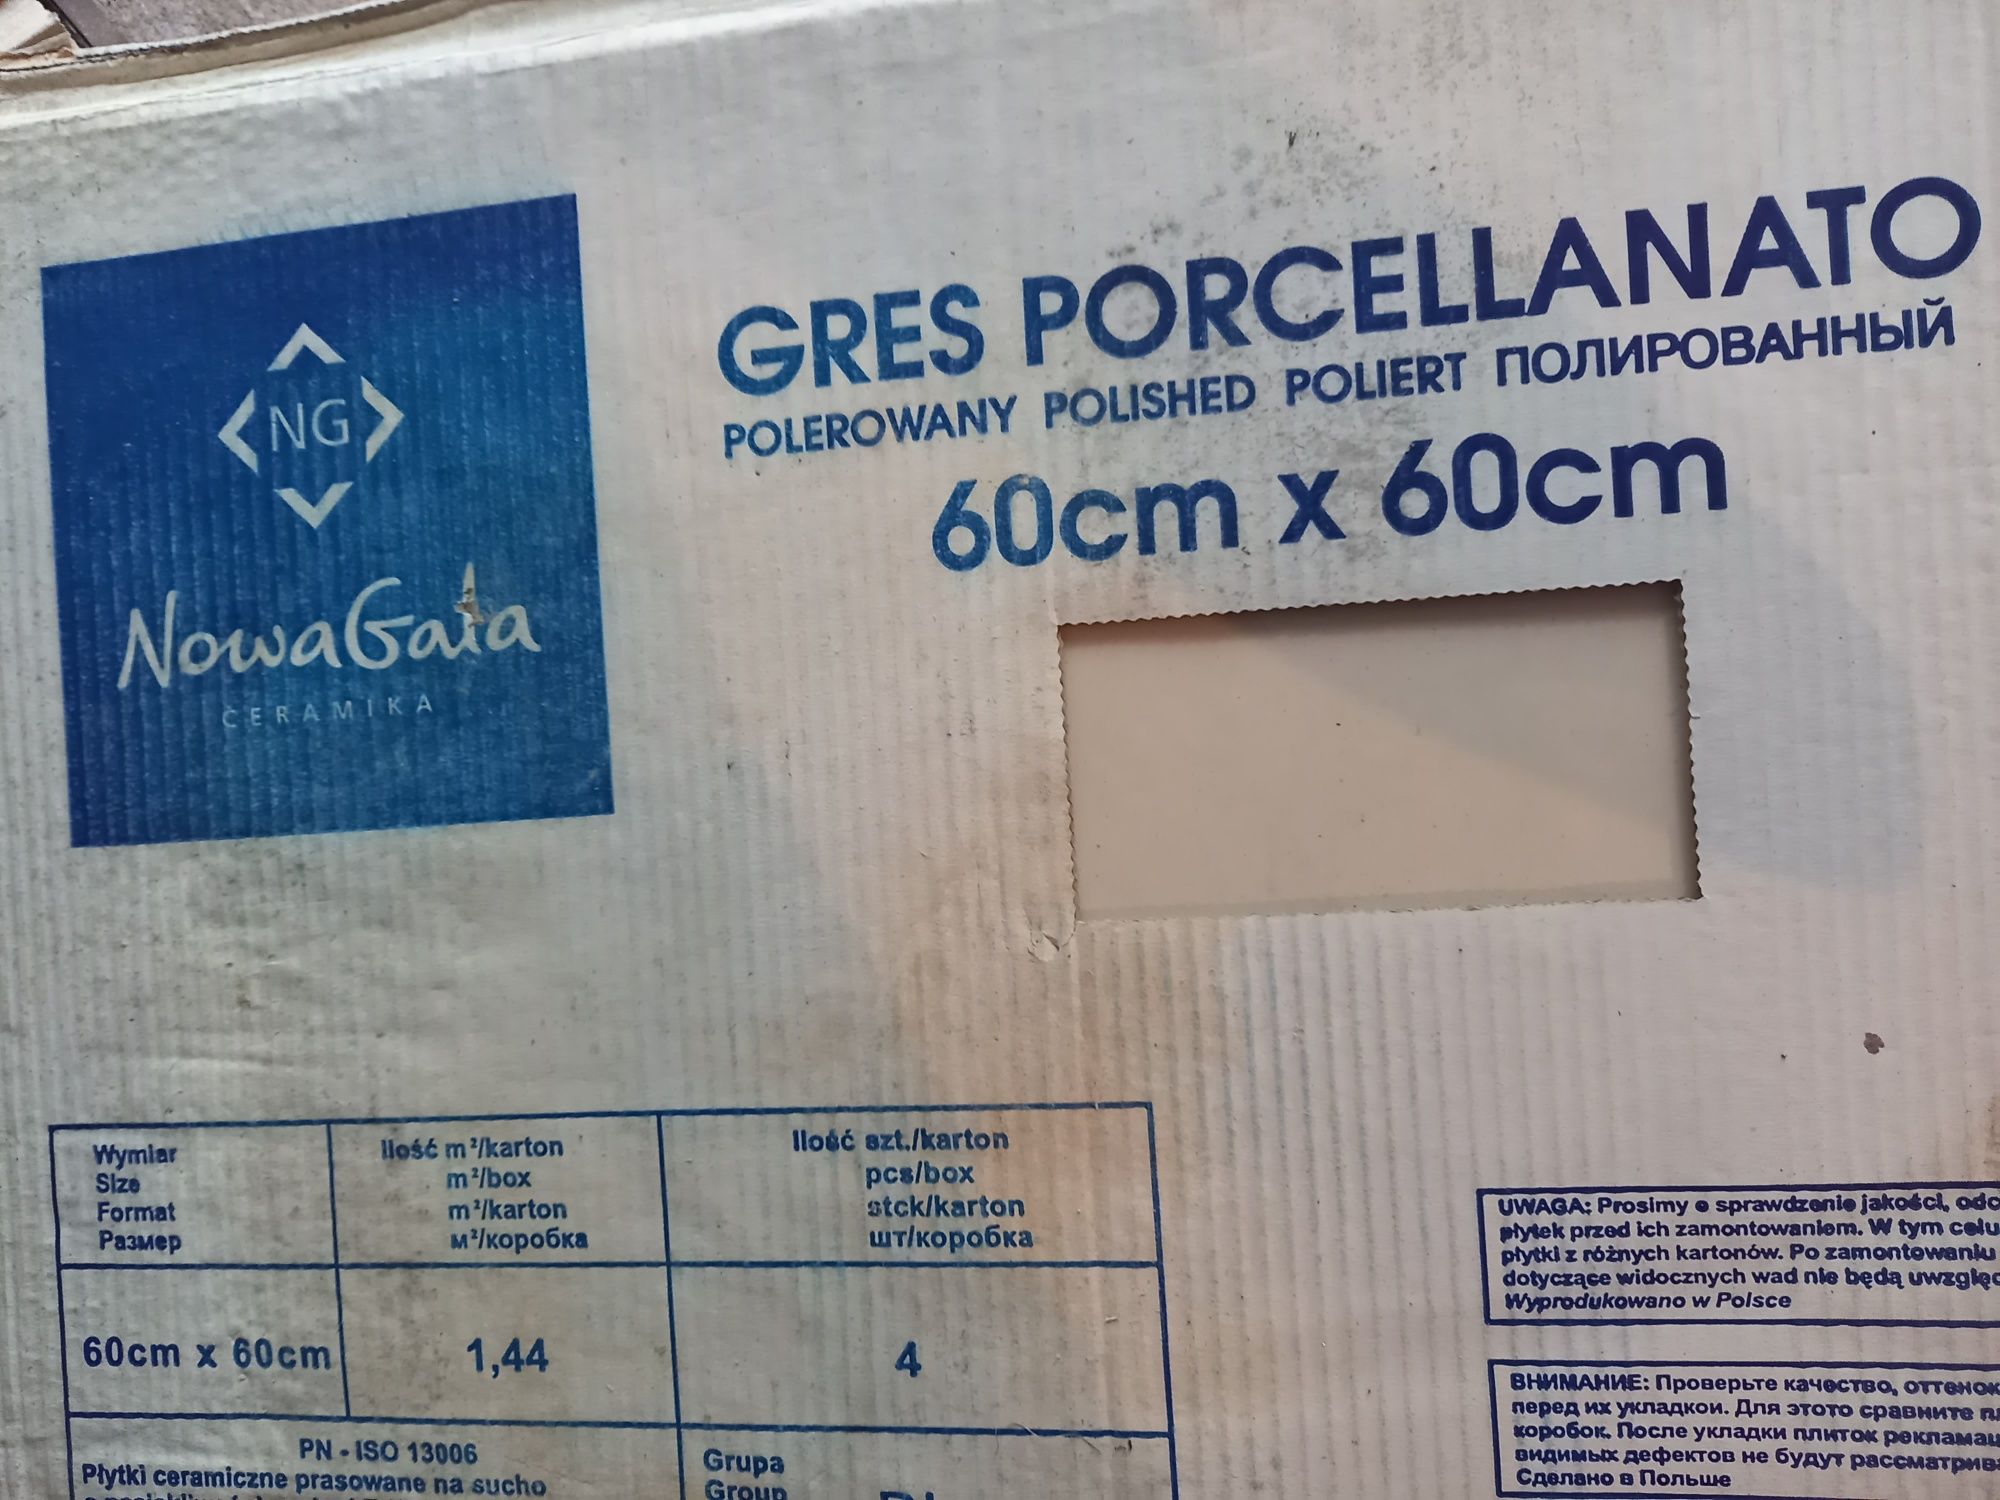 NG
NowaGala
CERAMIKA
GRES PORCELLANATO
POLEROWANY POLISHED POLIERT ПОЛИРОВАННЫЙ
60cm x 60cm
Wymiar
Size
Format
Размер
Ilość m²/karton
m²/box
m²/karton
м²/коробка
Ilość szt./karton
pcs/box
stck/karton
шт/коробка
60cm x 60cm
1,44
4
PN - ISO 13006
Płytki ceramiczne prasowane na sucho
Grupa
Group
UWAGA: Prosimy o sprawdzenie jakości,
płytek przed ich zamontowaniem. W tym celu
płytki z różnych kartonów. Po zamontowaniu
dotyczące widocznych wad nie będą
Wyprodukowano w Polsce
ВНИМАНИЕ: Проверьте качество, оттенок
перед их укладкои. Для этото сравните
коробок. После укладки плиток
видимых дефектов не будут
Сделано в Польше